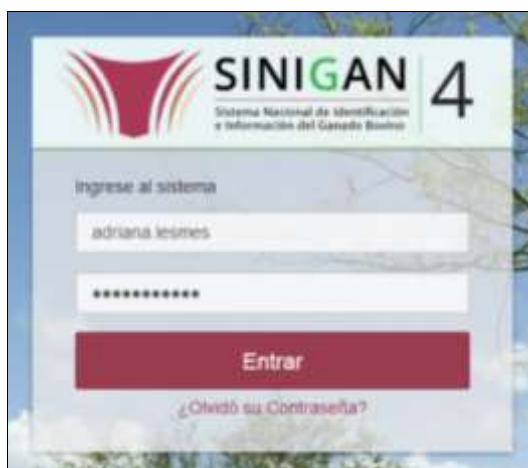 SINIGAN 4
Sistema Nacional de Identificación
e Información del Ganado Bovino
Ingrese al sistema
adriana lesmes
•••••••••••
Entrar
¿Olvidó su Contraseña?